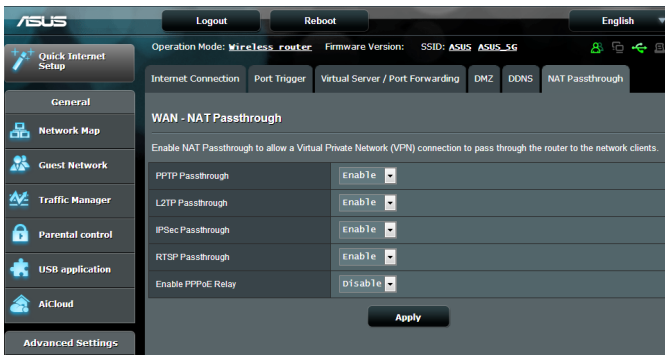 ASUS
Logout
Reboot
English
Quick Internet
Setup
Operation Mode: Wireless router Firmware Version: SSID: ASUS ASUS_5G
Internet Connection
Port Trigger
Virtual Server / Port Forwarding
DMZ
DDNS
NAT Passthrough
General
Network Map
Guest Network
Traffic Manager
Parental control
USB application
AiCloud
Advanced Settings
WAN - NAT Passthrough
Enable NAT Passthrough to allow a Virtual Private Network (VPN) connection to pass through the router to the network clients.
PPTP Passthrough Enable
L2TP Passthrough Enable
IPSec Passthrough Enable
RTSP Passthrough Enable
Enable PPPoE Relay Disable
Apply